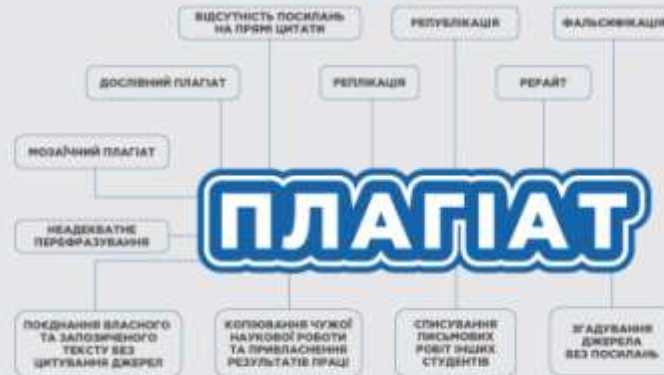 ВІДСУТНІСТЬ ПОСИЛАНЬ
НА ПРЯМІ ЦИТАТИ
РЕПУБЛІКАЦІЯ
ФАЛЬСИФІКАЦІЯ
ДОСЛІВНИЙ ПЛАГІАТ
РЕПЛІКАЦІЯ
РЕРАЙТ
МОЗАЇЧНИЙ ПЛАГІАТ
ПЛАГІАТ
НЕАДЕКВАТНЕ
ПЕРЕФРАЗУВАННЯ
ПОЄДНАННЯ ВЛАСНОГО
ТА ЗАПОЗИЧЕНОГО
ТЕКСТУ БЕЗ
ЦИТУВАННЯ ДЖЕРЕЛ
КОПІЮВАННЯ ЧУЖОЇ
НАУКОВОЇ РОБОТИ
ТА ПРИВЛАСНЕННЯ
РЕЗУЛЬТАТІВ ПРАЦІ
СПИСУВАННЯ
ПИСЬМОВИХ
РОБІТ ІНШИХ
СТУДЕНТІВ
ЗГАДУВАННЯ
ДЖЕРЕЛА
БЕЗ ПОСИЛАНЬ